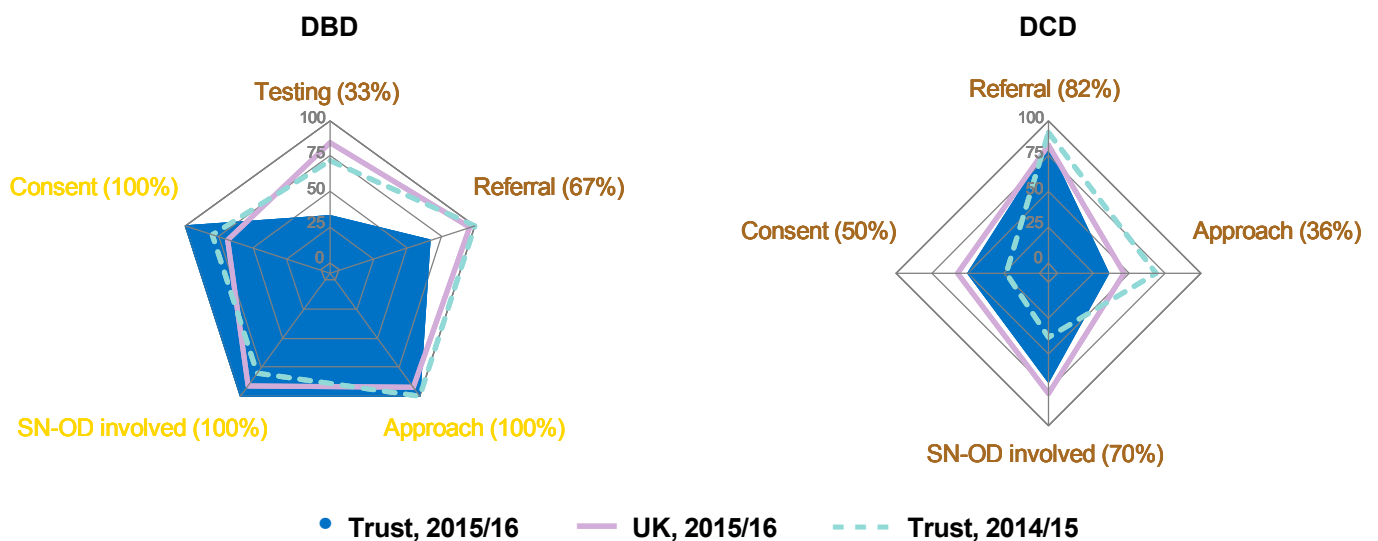 DBD
Testing (33%)
100
75
50
25
0
Consent (100%)
Referral (67%)
SN-OD involved (100%)
Approach (100%)
DCD
Referral (82%)
100
75
50
25
0
Consent (50%)
Approach (36%)
SN-OD involved (70%)
Trust, 2015/16
UK, 2015/16
Trust, 2014/15